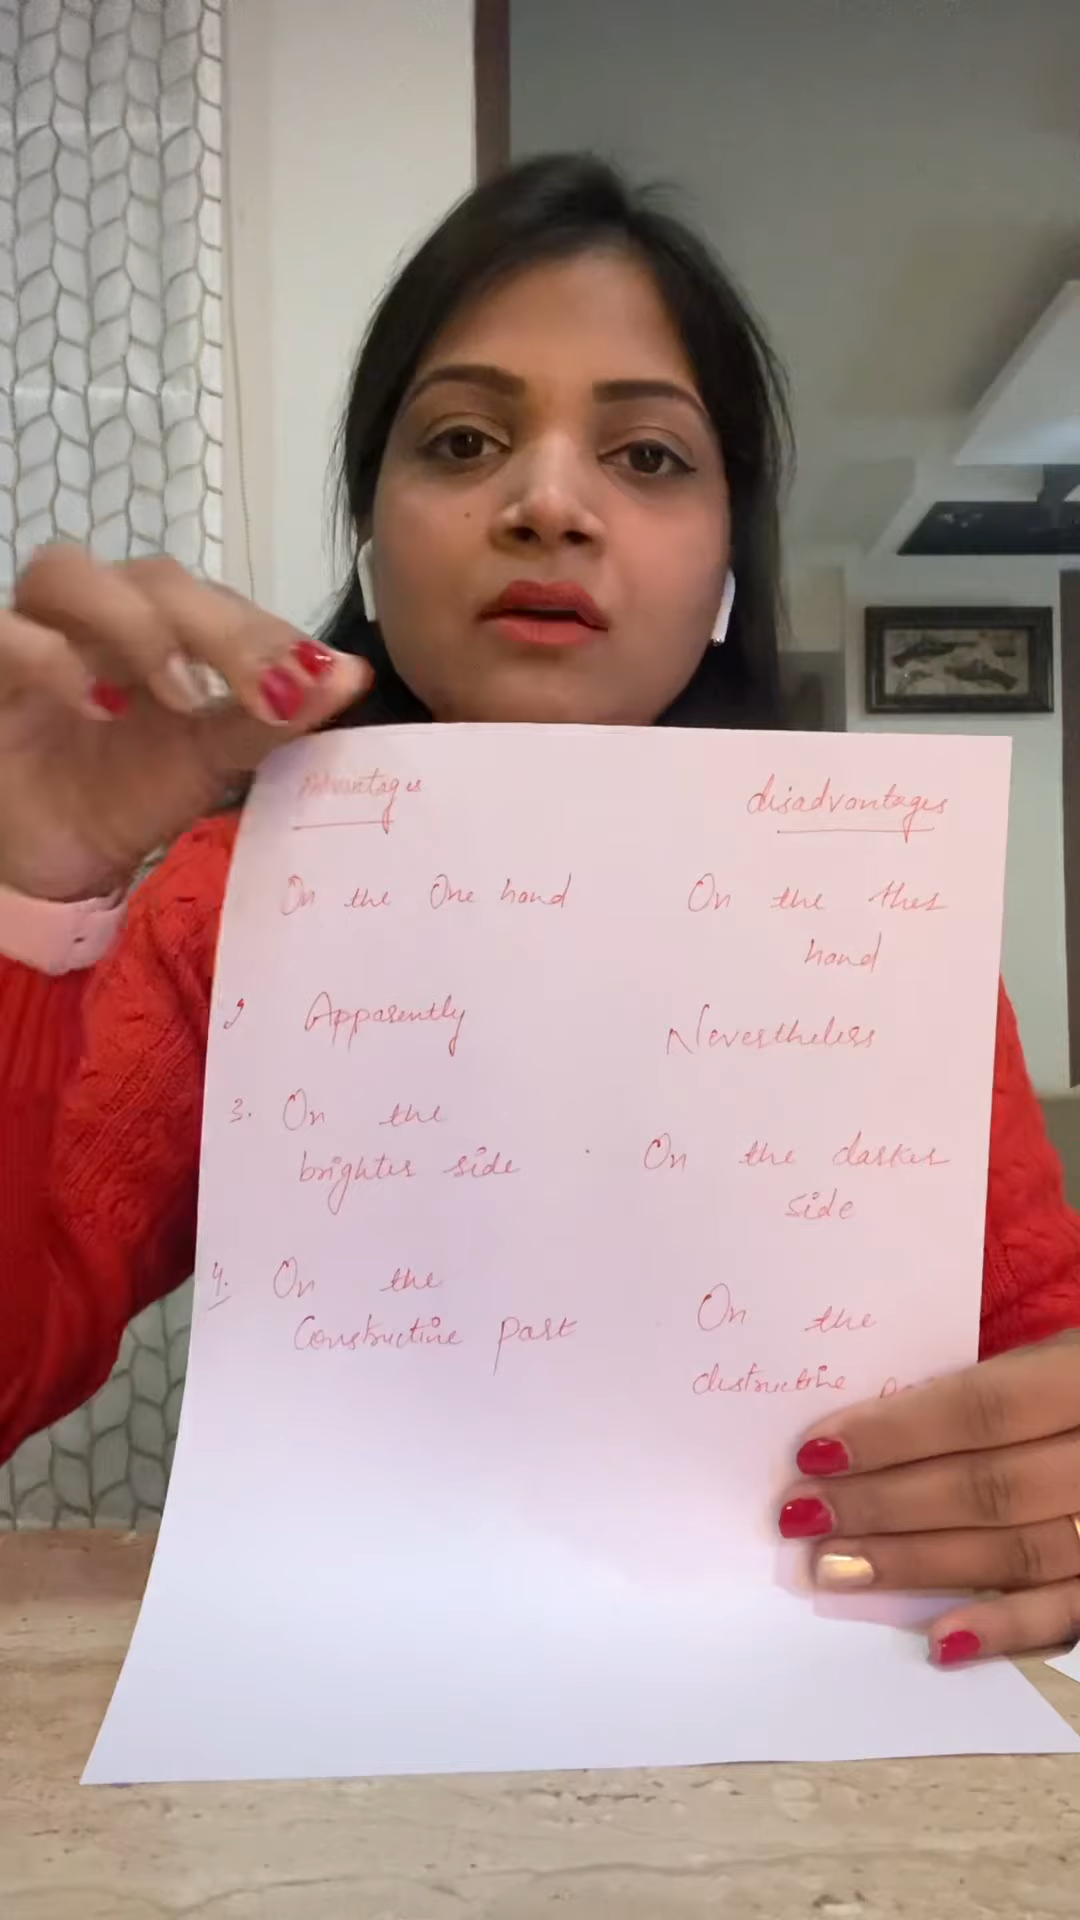 Advantages
disadvantages
On the One hand
On the ther
hand
2 Apparently
Nevertheless
3. On the
brighter side
On the darker
side
4. On the
Constructive part
On the
destructive